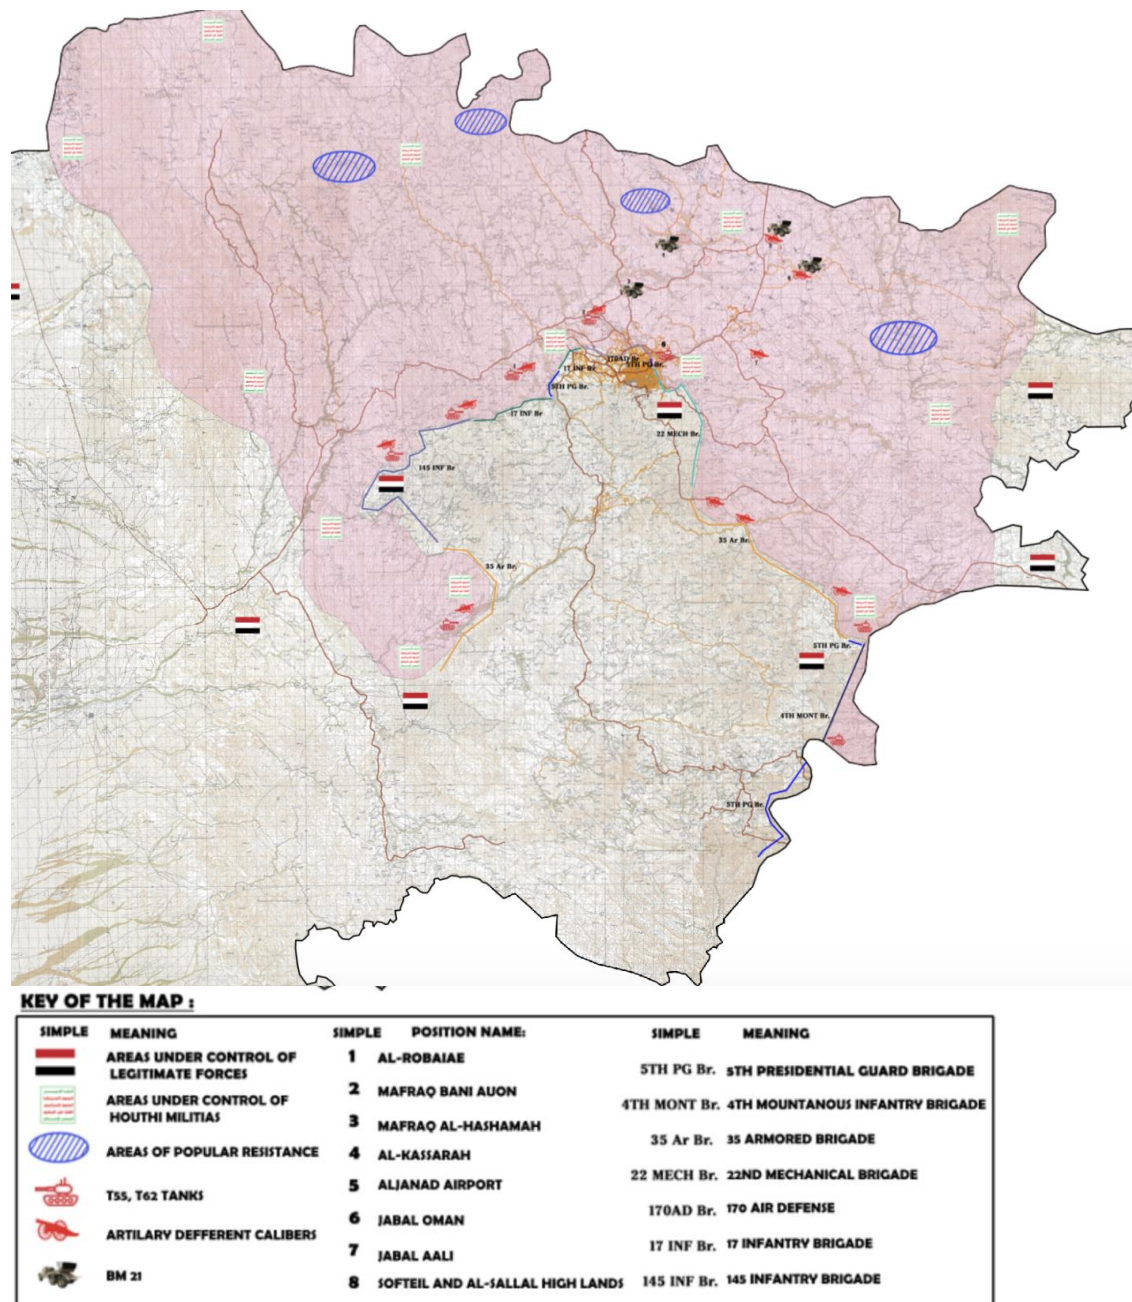 170AD Br.
5TH PG Br.
17 INF Br
5TH PG Br.
17 INF Br
22 MECH Br.
145 INF Br
35 Ar Br.
35 Ar Br.
5TH PG Br.
4TH MONT Br.
5TH PG Br.
KEY OF THE MAP :
SIMPLE MEANING
AREAS UNDER CONTROL OF
LEGITIMATE FORCES
AREAS UNDER CONTROL OF
HOUTHI MILITIAS
AREAS OF POPULAR RESISTANCE
T55, T62 TANKS
ARTILARY DEFFERENT CALIBERS
BM 21
SIMPLE POSITION NAME:
1 AL-ROBAIAE
2 MAFRAQ BANI AUON
3 MAFRAQ AL-HASHAMAH
4 AL-KASSARAH
5 ALJANAD AIRPORT
6 JABAL OMAN
7 JABAL AALI
8 SOFTEIL AND AL-SALLAL HIGH LANDS
SIMPLE MEANING
5TH PG Br. 5TH PRESIDENTIAL GUARD BRIGADE
4TH MONT Br. 4TH MOUNTANOUS INFANTRY BRIGADE
35 Ar Br. 35 ARMORED BRIGADE
22 MECH Br. 22ND MECHANICAL BRIGADE
170AD Br. 170 AIR DEFENSE
17 INF Br. 17 INFANTRY BRIGADE
145 INF Br. 145 INFANTRY BRIGADE